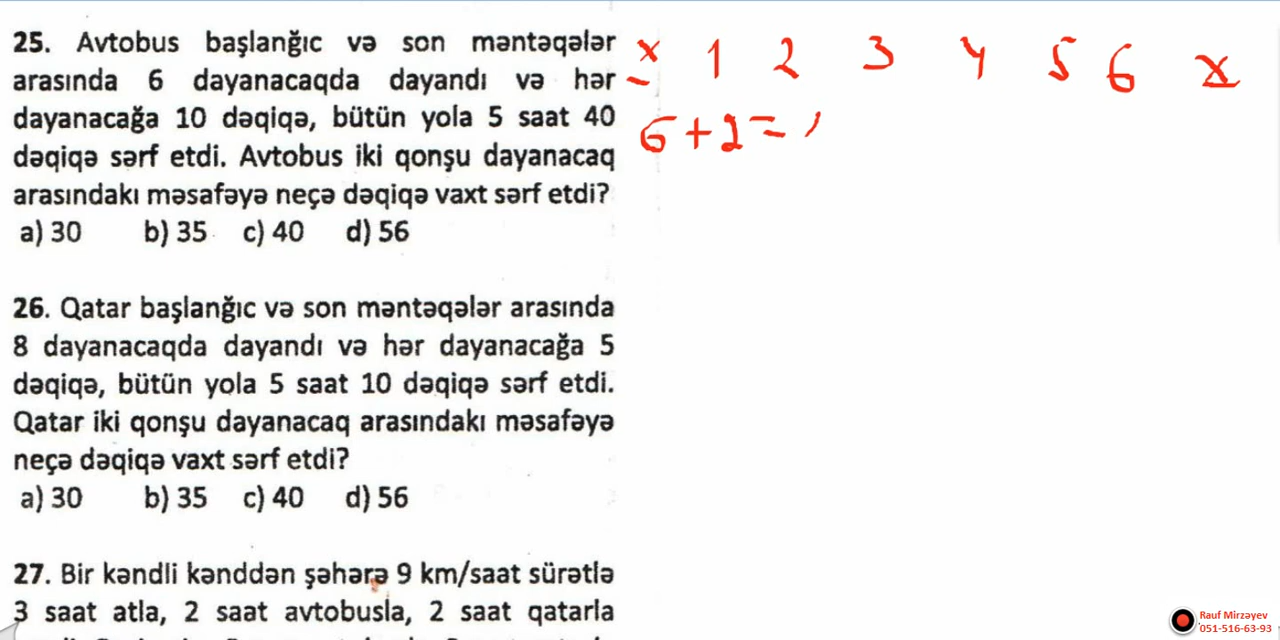 25. Avtobus başlanğıc və son məntəqələr
arasında 6 dayanacaqda dayandı və hər
dayanacağa 10 dəqiqə, bütün yola 5 saat 40
dəqiqə sərf etdi. Avtobus iki qonşu dayanacaq
arasındakı məsafəyə neçə dəqiqə vaxt sərf etdi?
a) 30 b) 35 c) 40 d) 56
x 1 2 3 4 5 6 x
6+2=
26. Qatar başlanğıc və son məntəqələr arasında
8 dayanacaqda dayandı və hər dayanacağa 5
dəqiqə, bütün yola 5 saat 10 dəqiqə sərf etdi.
Qatar iki qonşu dayanacaq arasındakı məsafəyə
neçə dəqiqə vaxt sərf etdi?
a) 30 b) 35 c) 40 d) 56
27. Bir kəndli kənddən şəhərə 9 km/saat sürətlə
3 saat atla, 2 saat avtobusla, 2 saat qatarla
Rauf Mirzəyev
051-516-63-93